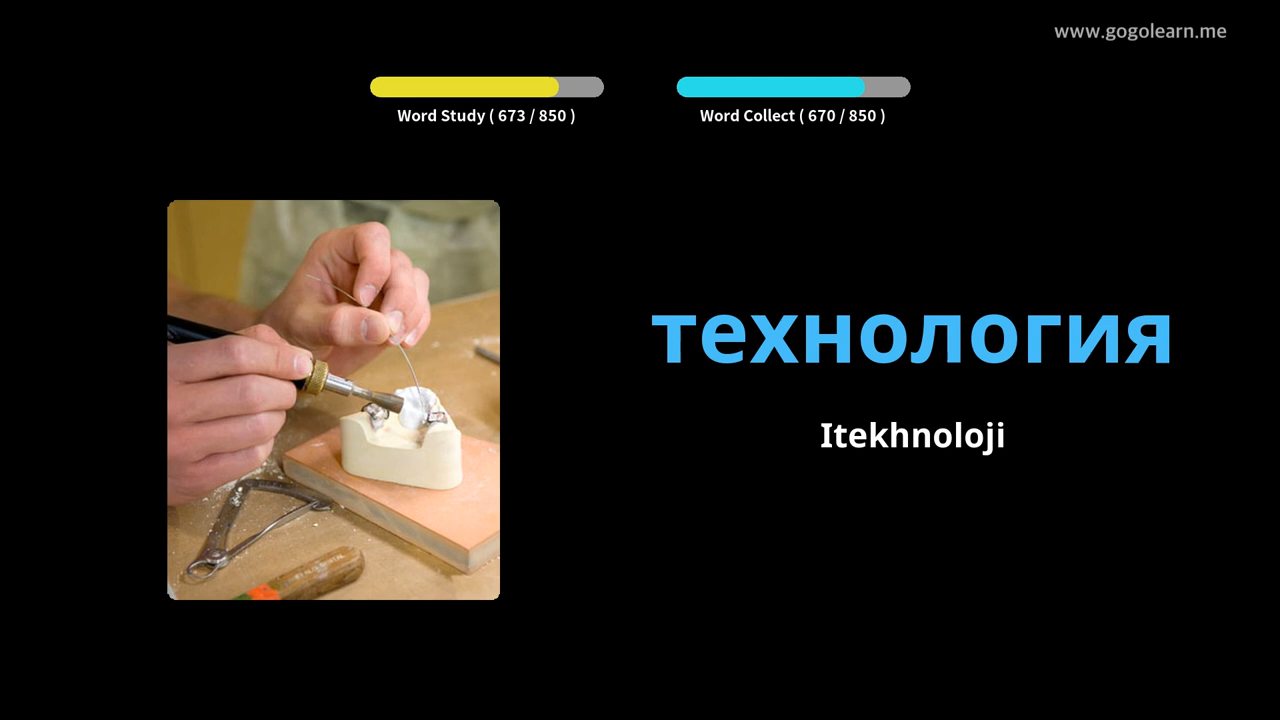 www.gogolearn.me
Word Study ( 673 / 850 )
Word Collect ( 670 / 850 )
технология
Itekhnoloji